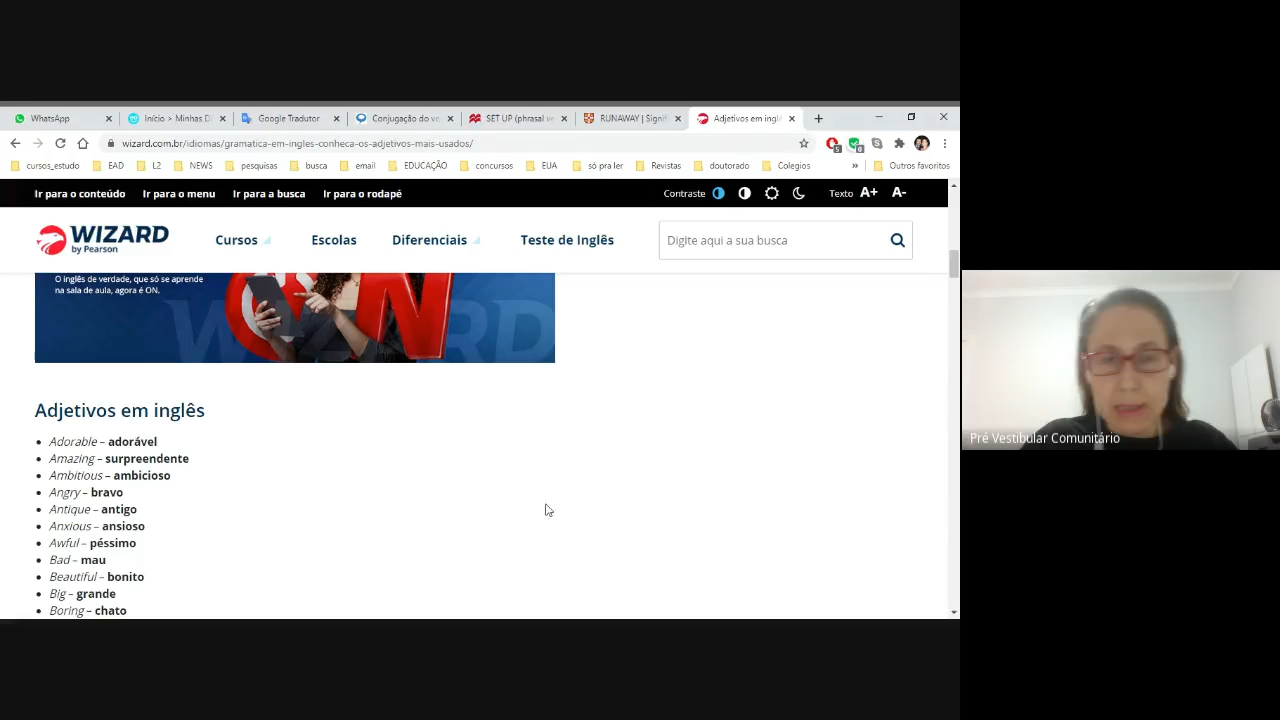 WhatsApp
Início > Minhas Di
Google Tradutor
Conjugação do ve
SET UP (phrasal ve
RUNAWAY | Signif
Adjetivos em inglê
wizard.com.br/idiomas/gramatica-em-ingles-conheca-os-adjetivos-mais-usados/
cursos_estudo EAD L2 NEWS pesquisas busca email EDUCAÇÃO concursos EUA só pra ler Revistas doutorado Colegios » Outros favoritos
Ir para o conteúdo Ir para o menu Ir para a busca Ir para o rodapé Contraste Texto A+ A-
WIZARD
by Pearson
Cursos Escolas Diferenciais Teste de Inglês Digite aqui a sua busca
O inglês de verdade, que só se aprende
na sala de aula, agora é ON.
ON
WIZARD
Adjetivos em inglês
• Adorable – adorável
• Amazing – surpreendente
• Ambitious – ambicioso
• Angry – bravo
• Antique – antigo
• Anxious – ansioso
• Awful – péssimo
• Bad – mau
• Beautiful – bonito
• Big – grande
• Boring – chato
Pré Vestibular Comunitário